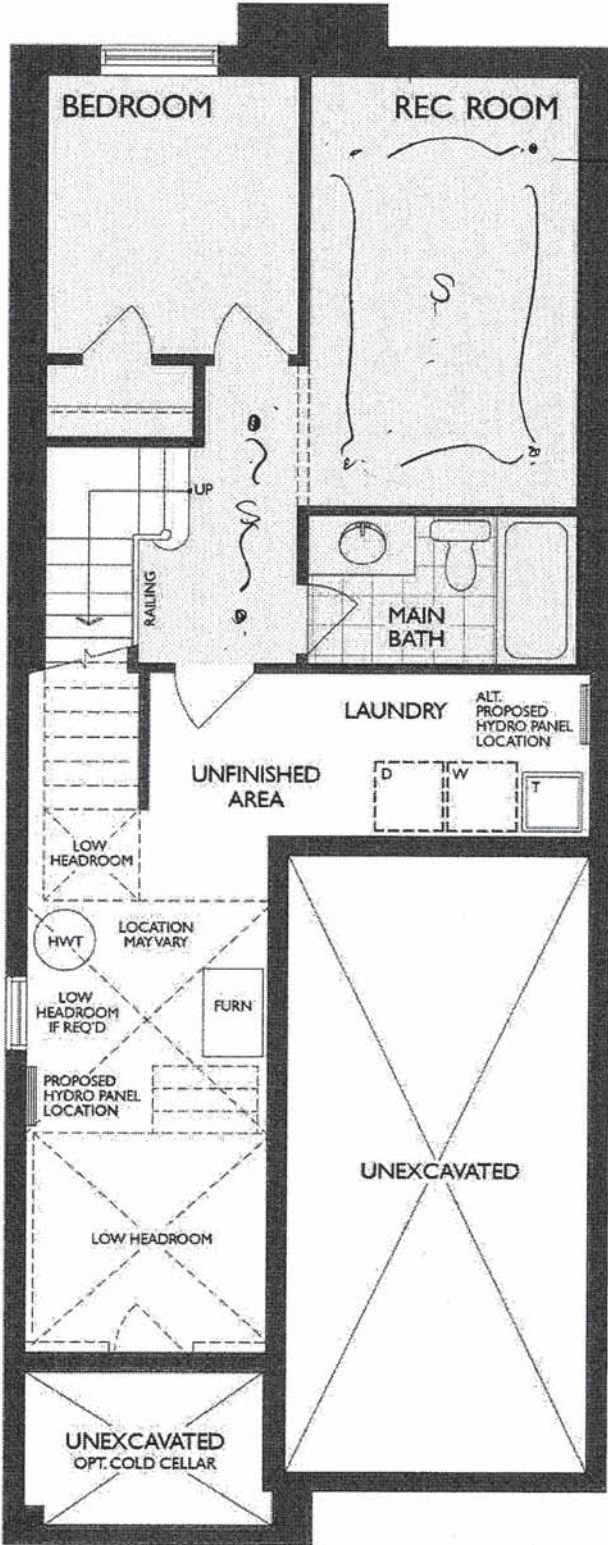 BEDROOM
REC ROOM
S
S
UP
RAILING
MAIN
BATH
LAUNDRY
ALT.
PROPOSED
HYDRO PANEL
LOCATION
UNFINISHED
AREA
D
W
T
LOW
HEADROOM
HWT
LOCATION
MAY VARY
LOW
HEADROOM
IF REQ'D
FURN
PROPOSED
HYDRO PANEL
LOCATION
UNEXCAVATED
LOW HEADROOM
UNEXCAVATED
OPT. COLD CELLAR